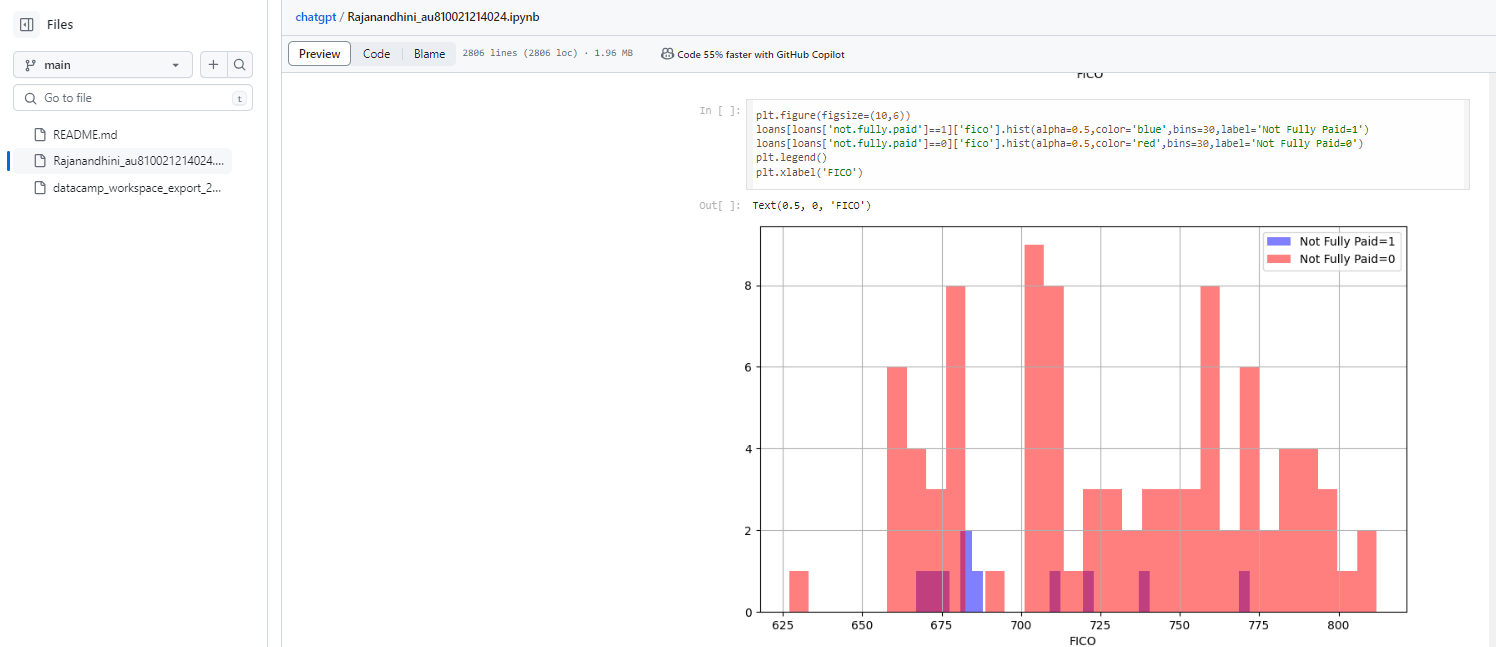 Files
main
Go to file
t
README.md
Rajanandhini_au810021214024....
datacamp_workspace_export_2...
chatgpt / Rajanandhini_au810021214024.ipynb
Preview Code Blame 2806 lines (2806 loc) · 1.96 MB Code 55% faster with GitHub Copilot
FICO
In [ ]:
plt.figure(figsize=(10,6))
loans[loans['not.fully.paid']==1]['fico'].hist(alpha=0.5,color='blue',bins=30,label='Not Fully Paid=1')
loans[loans['not.fully.paid']==0]['fico'].hist(alpha=0.5,color='red',bins=30,label='Not Fully Paid=0')
plt.legend()
plt.xlabel('FICO')
Out[ ]: Text(0.5, 0, 'FICO')
Not Fully Paid=1
Not Fully Paid=0
8
6
4
2
0
625 650 675 700 725 750 775 800
FICO